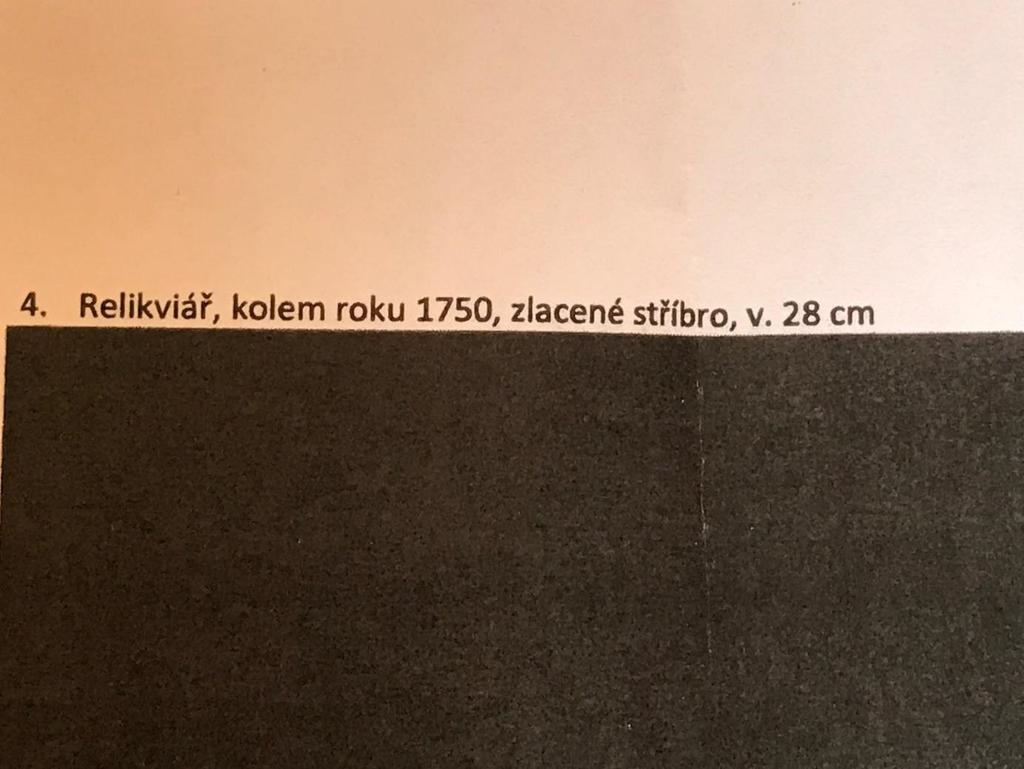 4. Relikviář, kolem roku 1750, zlacené stříbro, v. 28 cm